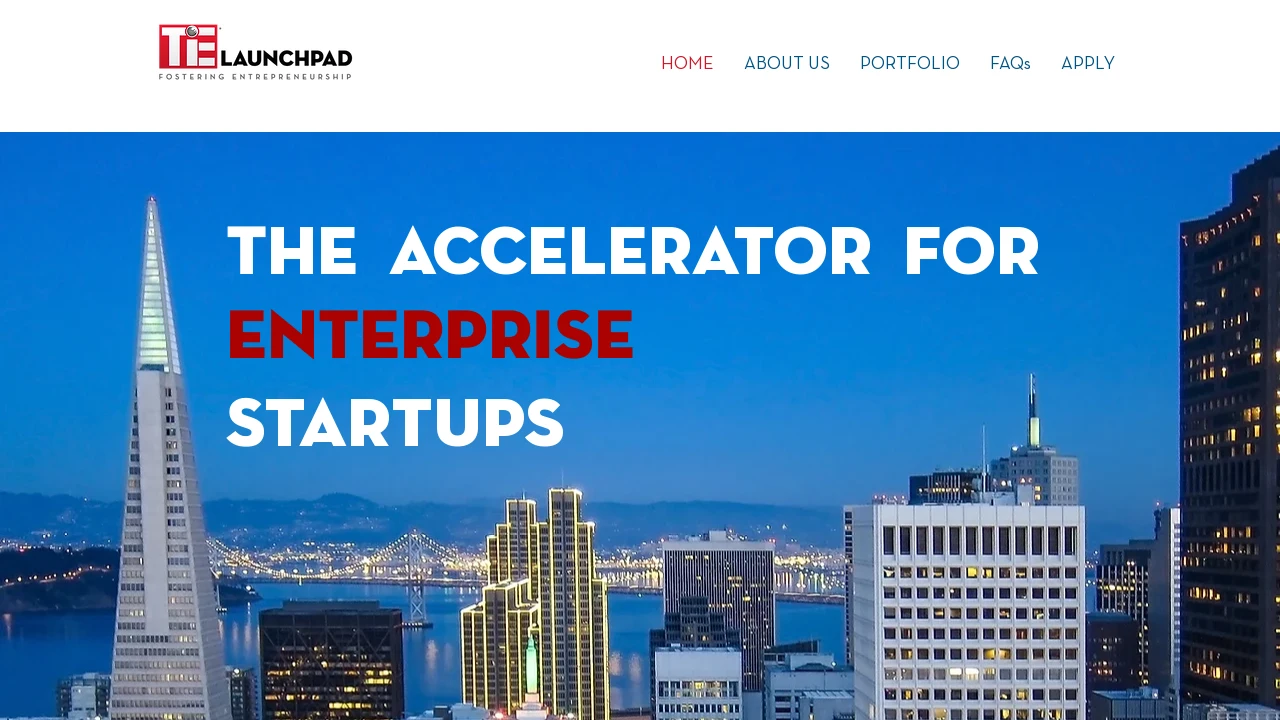 TiE LAUNCHPAD
FOSTERING ENTREPRENEURSHIP
HOME ABOUT US PORTFOLIO FAQs APPLY
THE ACCELERATOR FOR
ENTERPRISE
STARTUPS